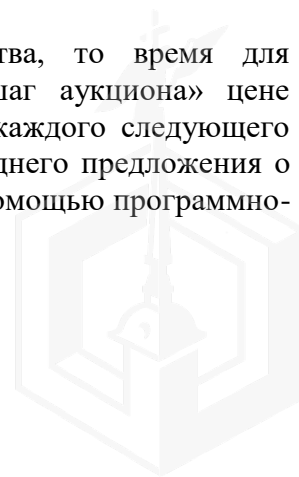 тва, то время для
шаг аукциона» цене
каждого следующего
днего предложения о
омощью программно-